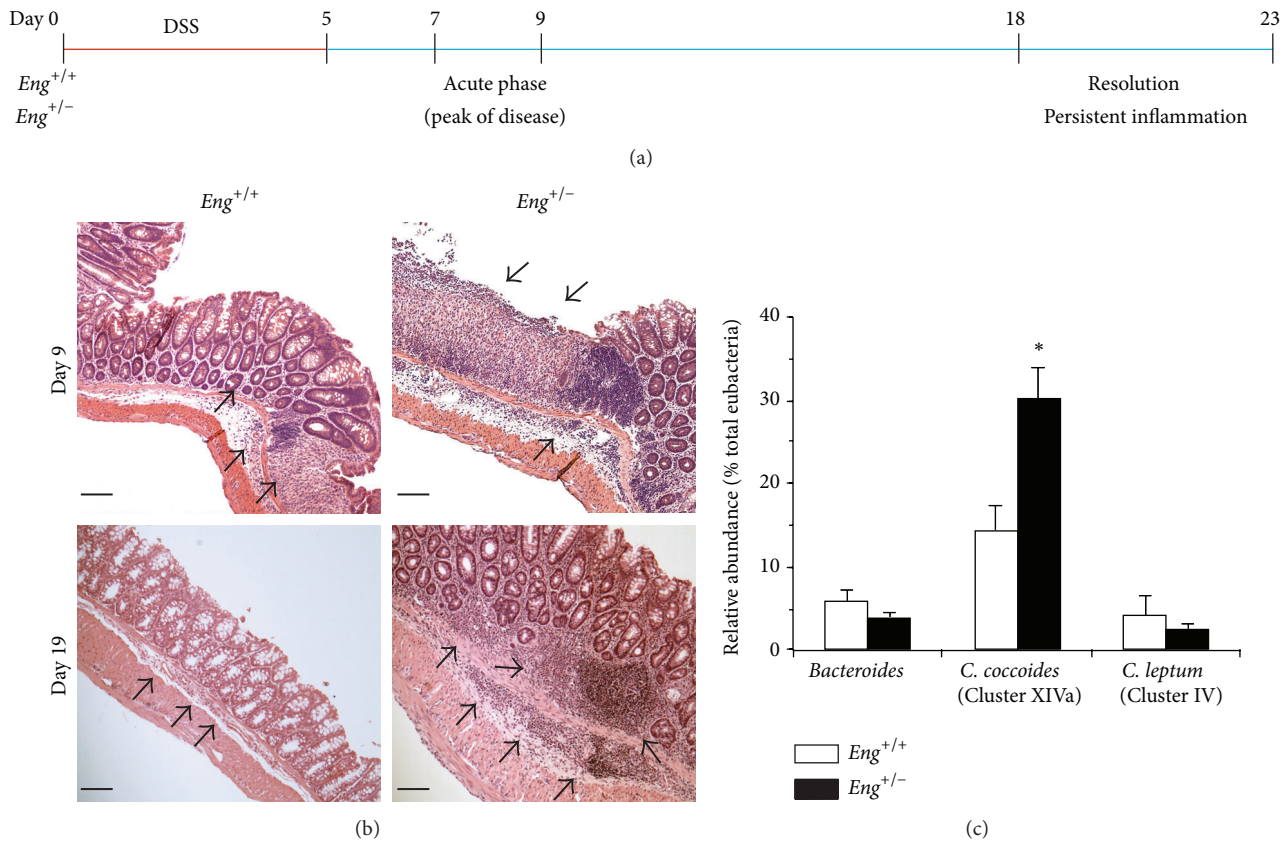 Day 0 5 7 9 18 23
DSS
Eng+/+ Acute phase Resolution
Eng+/− (peak of disease) Persistent inflammation
(a)
Eng+/+ Eng+/−
Day 9
Day 19
(b)
Relative abundance (% total eubacteria)
40
30
20
10
0
*
Bacteroides C. coccoides C. leptum
(Cluster XIVa) (Cluster IV)
Eng+/+
Eng+/−
(c)